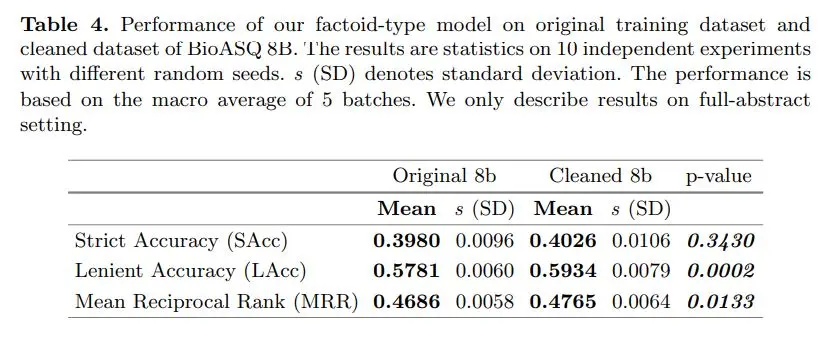 Table 4. Performance of our factoid-type model on original training dataset and
cleaned dataset of BioASQ 8B. The results are statistics on 10 independent experiments
with different random seeds. s (SD) denotes standard deviation. The performance is
based on the macro average of 5 batches. We only describe results on full-abstract
setting.
Original 8b Cleaned 8b p-value
Mean s (SD) Mean s (SD)
Strict Accuracy (SAcc) 0.3980 0.0096 0.4026 0.0106 0.3430
Lenient Accuracy (LAcc) 0.5781 0.0060 0.5934 0.0079 0.0002
Mean Reciprocal Rank (MRR) 0.4686 0.0058 0.4765 0.0064 0.0133